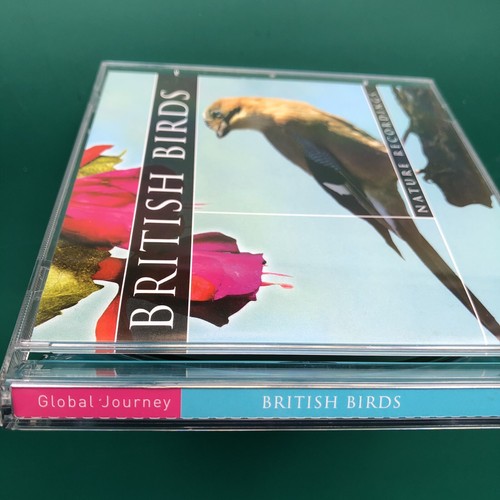 BRITISH BIRDS
NATURE RECORDINGS
Global Journey
BRITISH BIRDS